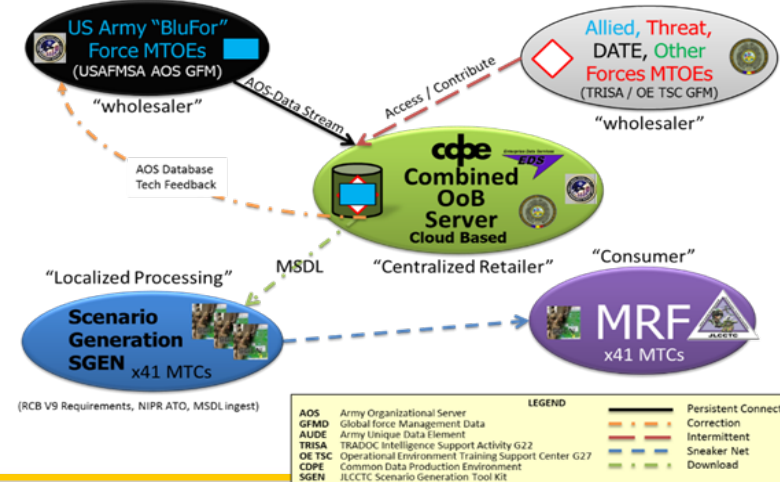 US Army "BluFor"
Force MTOEs
(USAFMSA AOS GFM)
"wholesaler"
Allied, Threat,
DATE, Other
Forces MTOEs
(TRISA / OE TSC GFM)
"wholesaler"
AOS-Data Stream
Access / Contribute
AOS Database
Tech Feedback
cdpe
Enterprise Data Services
EDS
Combined
OoB
Server
Cloud Based
"Centralized Retailer"
MSDL
"Localized Processing"
Scenario
Generation
SGEN x41 MTCs
(RCB V9 Requirements, NIPR ATO, MSDL ingest)
"Consumer"
MRF
JLCCTC
x41 MTCs
LEGEND
AOS Army Organizational Server
GFMD Global force Management Data
AUDE Army Unique Data Element
TRISA TRADOC Intelligence Support Activity G22
OE TSC Operational Environment Training Support Center G27
CDPE Common Data Production Environment
SGEN JLCCTC Scenario Generation Tool Kit
Persistent Connect
Correction
Intermittent
Sneaker Net
Download